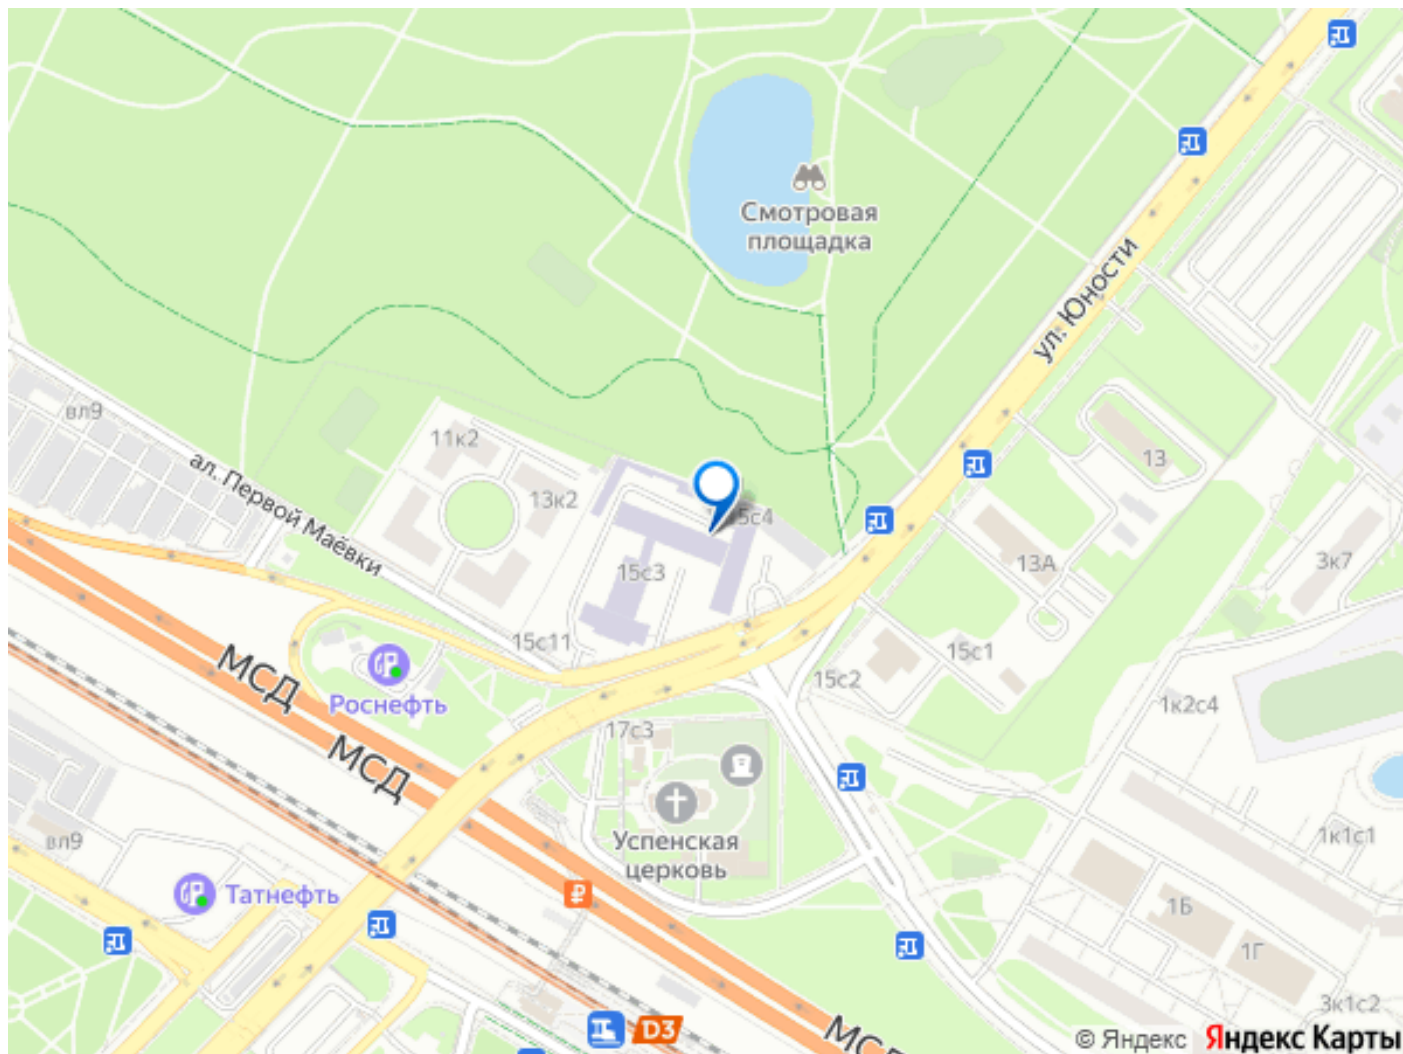 Смотровая
площадка
ул. Юности
вл9
11к2
ал. Первой Маёвки
13к2
15с4
13
15с3
13А
3к7
15с11
15с1
15с2
МСД
Роснефть
1к2с4
17с3
МСД
Успенская
церковь
1к1с1
вл9
Татнефть
₽
1Б
1Г
3к1с2
D3
МСД
© Яндекс Яндекс Карты